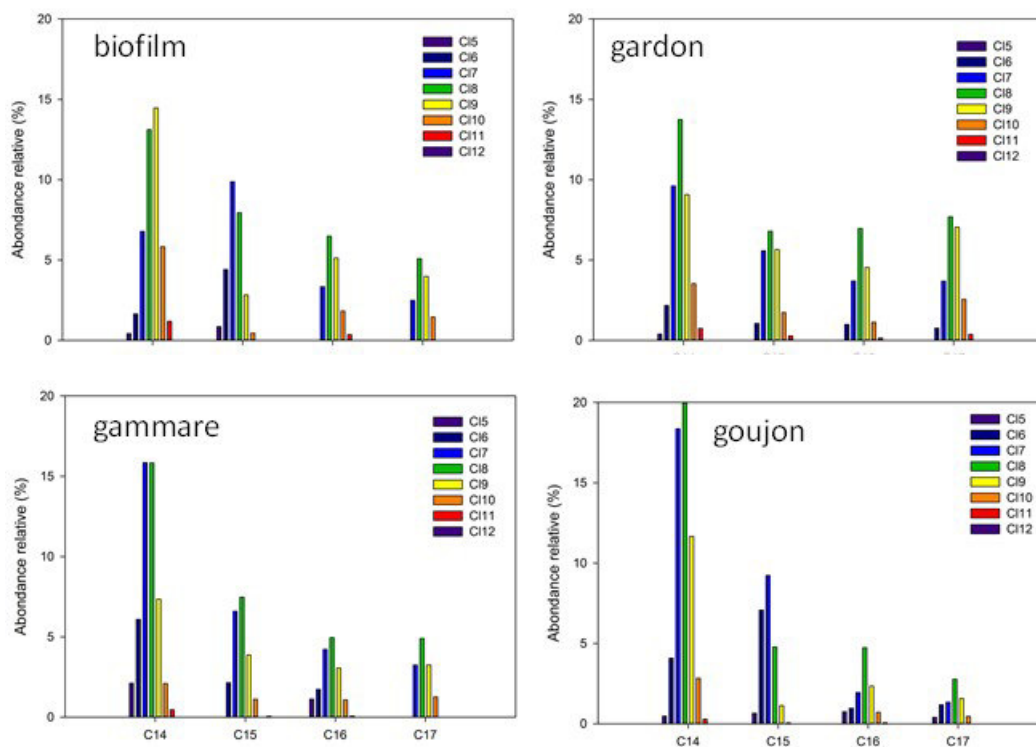 biofilm
20
15
10
5
0
Abondance relative (%)
Cl5
Cl6
Cl7
Cl8
Cl9
Cl10
Cl11
Cl12
gardon
20
15
10
5
0
Abondance relative (%)
Cl5
Cl6
Cl7
Cl8
Cl9
Cl10
Cl11
Cl12
gammare
20
15
10
5
0
Abondance relative (%)
Cl5
Cl6
Cl7
Cl8
Cl9
Cl10
Cl11
Cl12
C14 C15 C16 C17
goujon
20
15
10
5
0
Abondance relative (%)
Cl5
Cl6
Cl7
Cl8
Cl9
Cl10
Cl11
Cl12
C14 C15 C16 C17